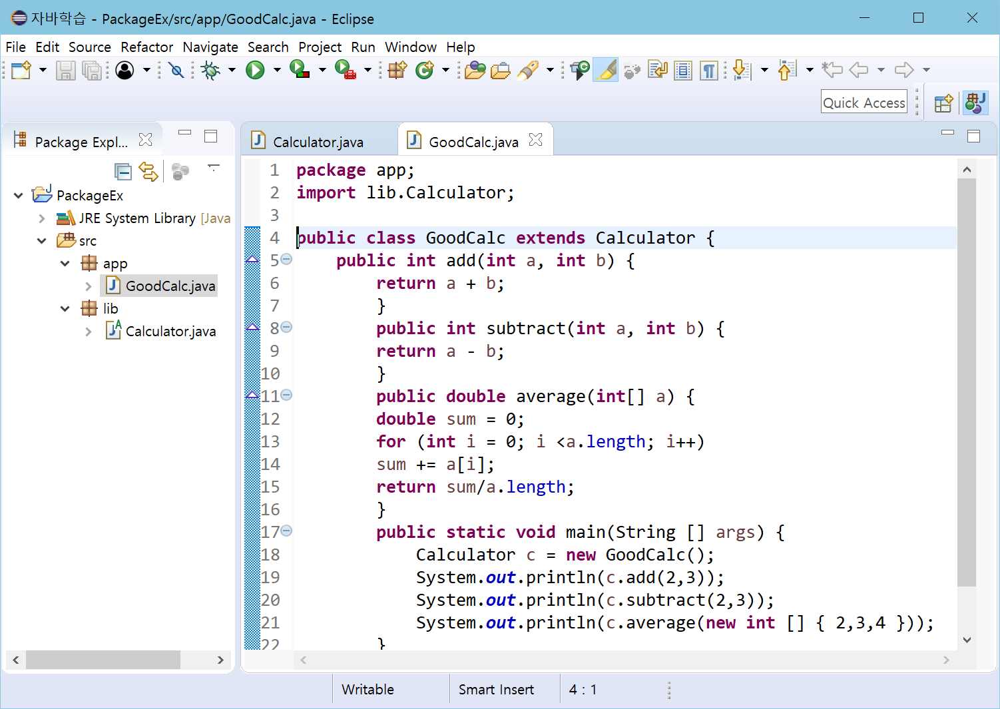 자바학습 - PackageEx/src/app/GoodCalc.java - Eclipse
File Edit Source Refactor Navigate Search Project Run Window Help
Quick Access
Package Expl...
PackageEx
JRE System Library [Java
src
app
GoodCalc.java
lib
Calculator.java
Calculator.java GoodCalc.java
1 package app;
2 import lib.Calculator;
3
4 public class GoodCalc extends Calculator {
5 public int add(int a, int b) {
6 return a + b;
7 }
8 public int subtract(int a, int b) {
9 return a - b;
10 }
11 public double average(int[] a) {
12 double sum = 0;
13 for (int i = 0; i <a.length; i++)
14 sum += a[i];
15 return sum/a.length;
16 }
17 public static void main(String [] args) {
18 Calculator c = new GoodCalc();
19 System.out.println(c.add(2,3));
20 System.out.println(c.subtract(2,3));
21 System.out.println(c.average(new int [] { 2,3,4 }));
22 }
Writable Smart Insert 4 : 1